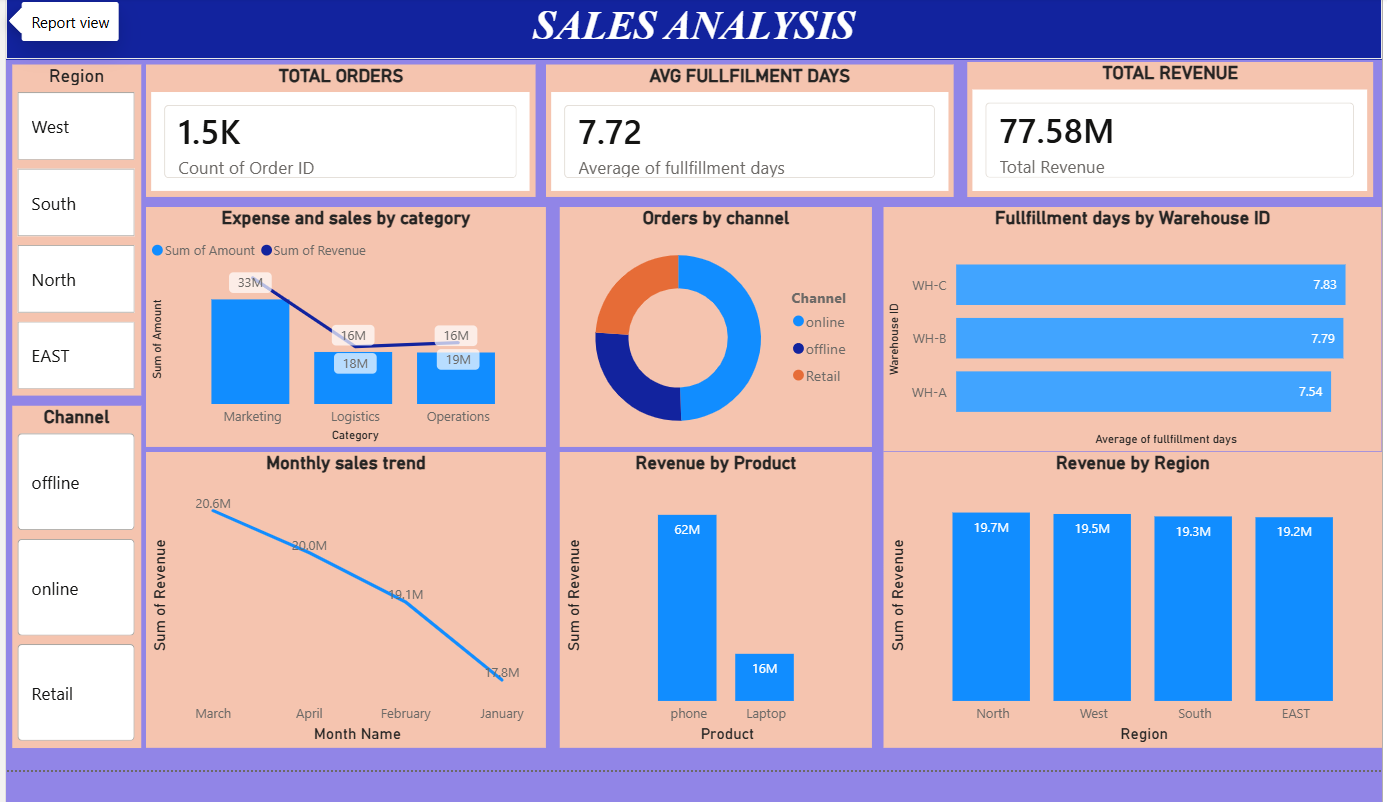 Report view
SALES ANALYSIS
Region
West
South
North
EAST
Channel
offline
online
Retail
TOTAL ORDERS
1.5K
Count of Order ID
AVG FULLFILMENT DAYS
7.72
Average of fullfillment days
TOTAL REVENUE
77.58M
Total Revenue
Expense and sales by category
Sum of Amount Sum of Revenue
Sum of Amount
33M
16M
18M
16M
19M
Marketing Logistics Operations
Category
Orders by channel
Channel
online
offline
Retail
Fullfillment days by Warehouse ID
Warehouse ID
WH-C 7.83
WH-B 7.79
WH-A 7.54
Average of fullfillment days
Monthly sales trend
Sum of Revenue
20.6M
20.0M
19.1M
17.8M
March April February January
Month Name
Revenue by Product
Sum of Revenue
62M
16M
phone Laptop
Product
Revenue by Region
Sum of Revenue
19.7M 19.5M 19.3M 19.2M
North West South EAST
Region